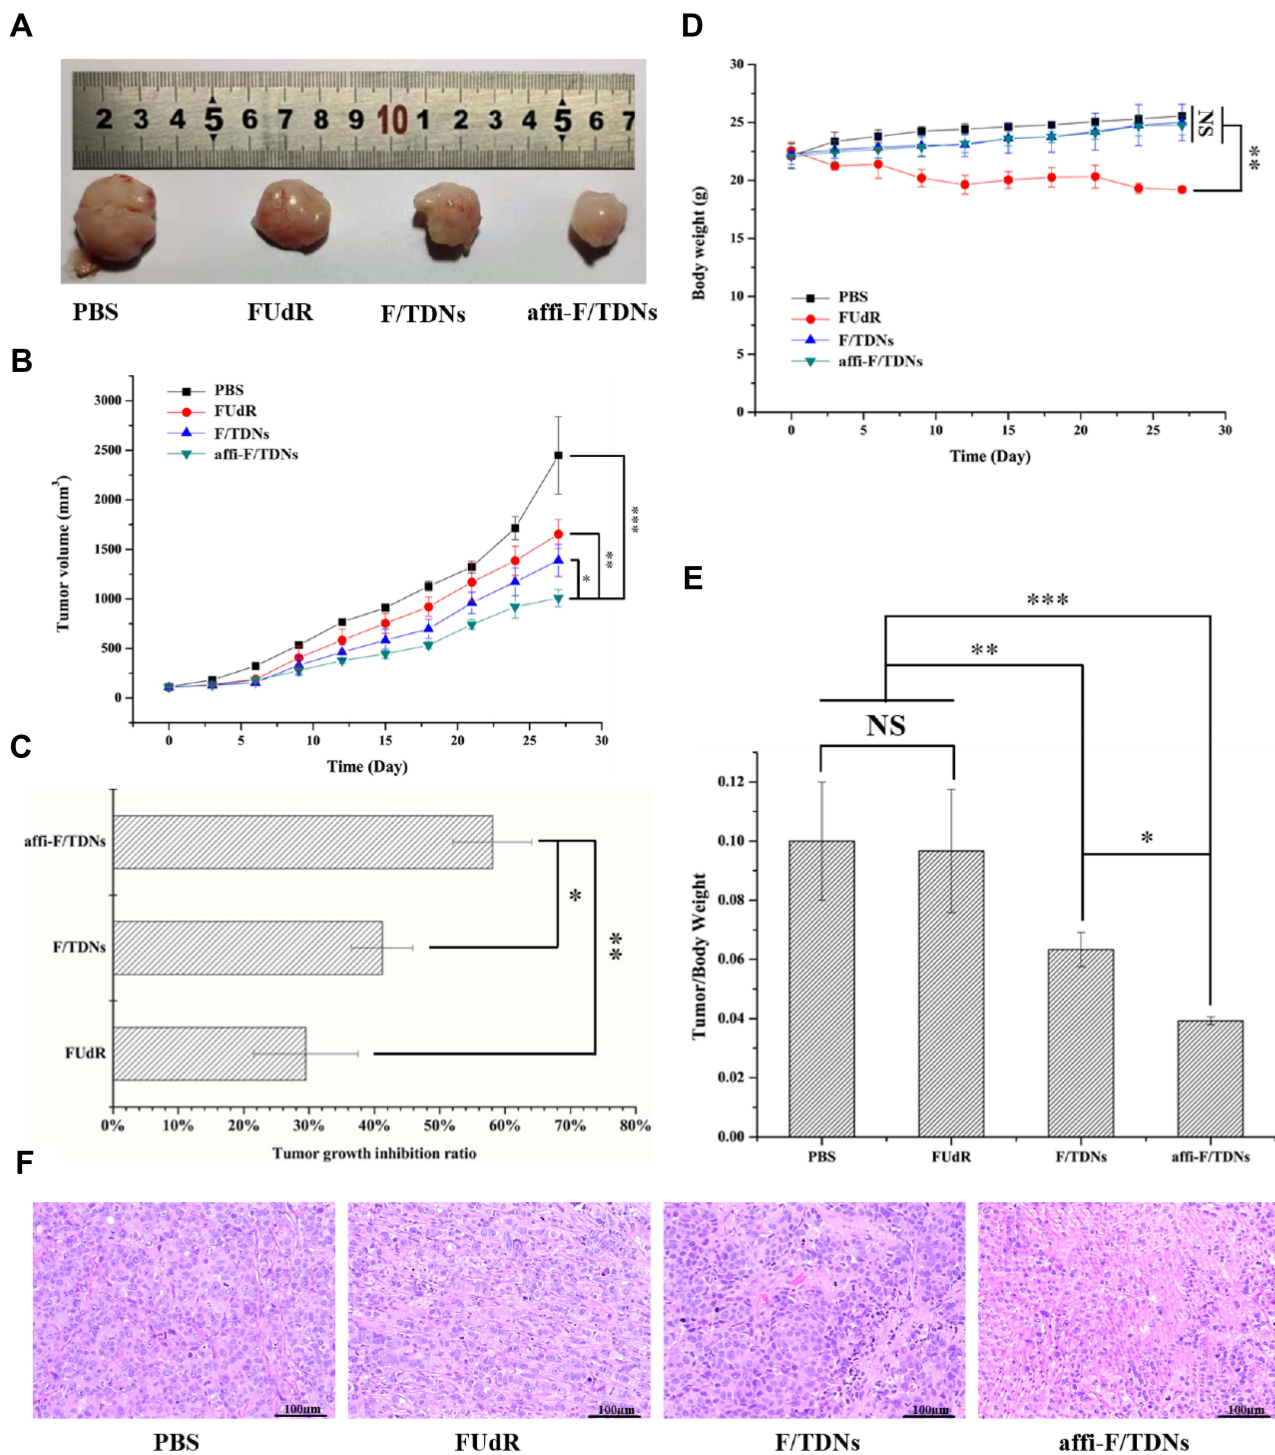 A
2 3 4 5 6 7 8 9 10 1 2 3 4 5 6 7
PBS FUdR F/TDNs affi-F/TDNs
B
Tumor volume (mm³)
3000
2500
2000
1500
1000
500
0
PBS
FUdR
F/TDNs
affi-F/TDNs
***
**
*
0 5 10 15 20 25 30
Time (Day)
C
affi-F/TDNs
F/TDNs
FUdR
*
**
0% 10% 20% 30% 40% 50% 60% 70% 80%
Tumor growth inhibition ratio
D
Body weight (g)
30
25
20
15
10
5
0
NS
**
PBS
FUdR
F/TDNs
affi-F/TDNs
0 5 10 15 20 25 30
Time (Day)
E
***
**
NS
*
Tumor/Body Weight
0.12
0.10
0.08
0.06
0.04
0.02
0.00
PBS FUdR F/TDNs affi-F/TDNs
F
100μm 100μm 100μm 100μm
PBS FUdR F/TDNs affi-F/TDNs